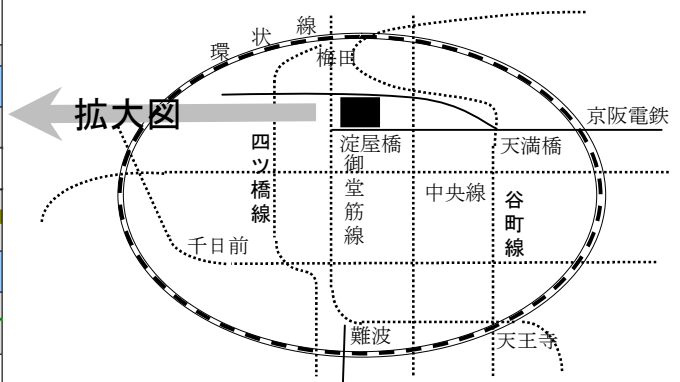 環状線
梅田
拡大図
京阪電鉄
淀屋橋
天満橋
四ツ橋線
御堂筋線
中央線
谷町線
千日前
難波
天王寺